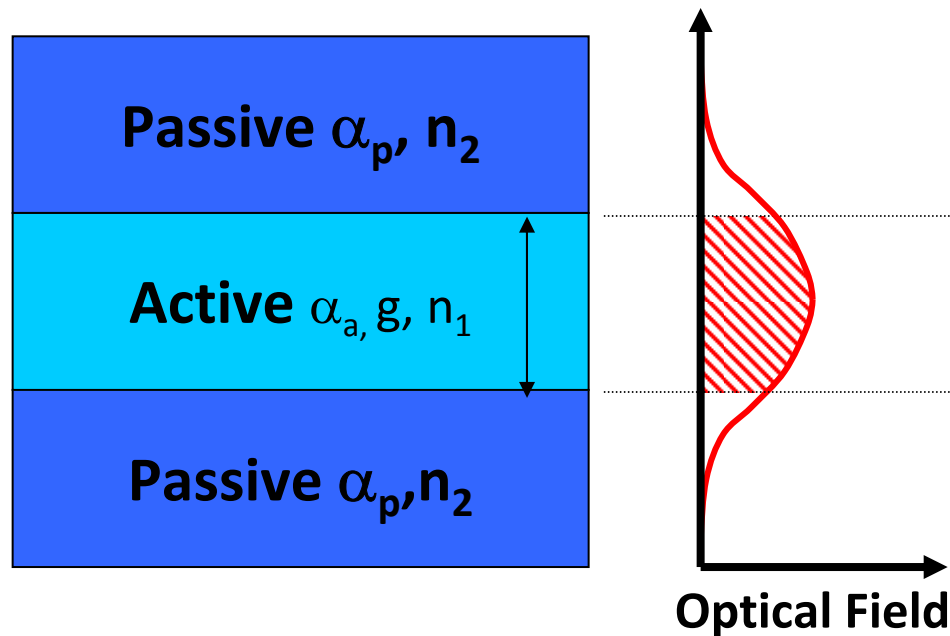 Passive αp, n2
Active αa, g, n1
Passive αp,n2
Optical Field